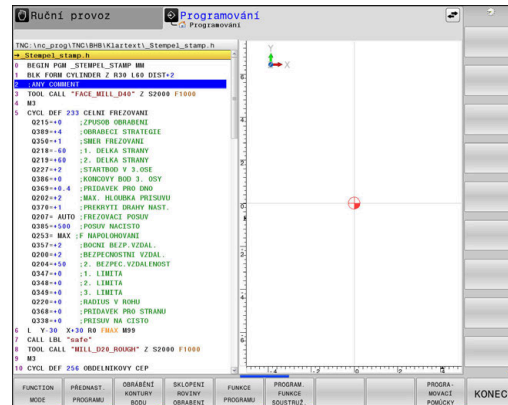 Ruční provoz
Programování
Programování
TNC:\nc_prog\TNC\BHB\Klartext\_Stempel_stamp.h
→_Stempel_stamp.h
0 BEGIN PGM _STEMPEL_STAMP MM
1 BLK FORM CYLINDER Z R30 L60 DIST+2
2 ;ANY COMMENT
3 TOOL CALL "FACE_MILL_D40" Z S2000 F1000
4 M3
5 CYCL DEF 233 CELNI FREZOVANI
Q215=+0 ;ZPUSOB OBRABENI
Q389=+4 ;OBRABECI STRATEGIE
Q350=+1 ;SMER FREZOVANI
Q218=-60 ;1. DELKA STRANY
Q219=+60 ;2. DELKA STRANY
Q227=+2 ;STARTBOD V 3.OSE
Q386=+0 ;KONCOVY BOD 3. OSY
Q369=+0.4 ;PRIDAVEK PRO DNO
Q202=+2 ;MAX. HLOUBKA PRISUVU
Q370=+1 ;PREKRYTI DRAHY NAST.
Q207= AUTO ;FREZOVACI POSUV
Q385=+500 ;POSUV NACISTO
Q253= MAX ;F NAPOLOHOVANI
Q357=+2 ;BOCNI BEZP.VZDAL.
Q200=+2 ;BEZPECNOSTNI VZDAL.
Q204=+50 ;2. BEZPEC.VZDALENOST
Q347=+0 ;1. LIMITA
Q348=+0 ;2. LIMITA
Q349=+0 ;3. LIMITA
Q220=+0 ;RADIUS V ROHU
Q368=+0 ;PRIDAVEK PRO STRANU
Q338=+0 ;PRISUV NA CISTO
6 L Y-30 X+30 R0 FMAX M99
7 CALL LBL "safe"
8 TOOL CALL "MILL_D20_ROUGH" Z S2000 F1000
9 M3
10 CYCL DEF 256 OBDELNIKOVY CEP
Y
X
FUNCTION MODE
PŘEDNAST. PROGRAMU
OBRÁBĚNÍ KONTURY BODU
SKLOPENI ROVINY OBRABENI
FUNKCE PROGRAMU
PROGRAM. FUNKCE SOUSTRUŽ.
PROGRA- MOVACÍ POMŮCKY
KONEC